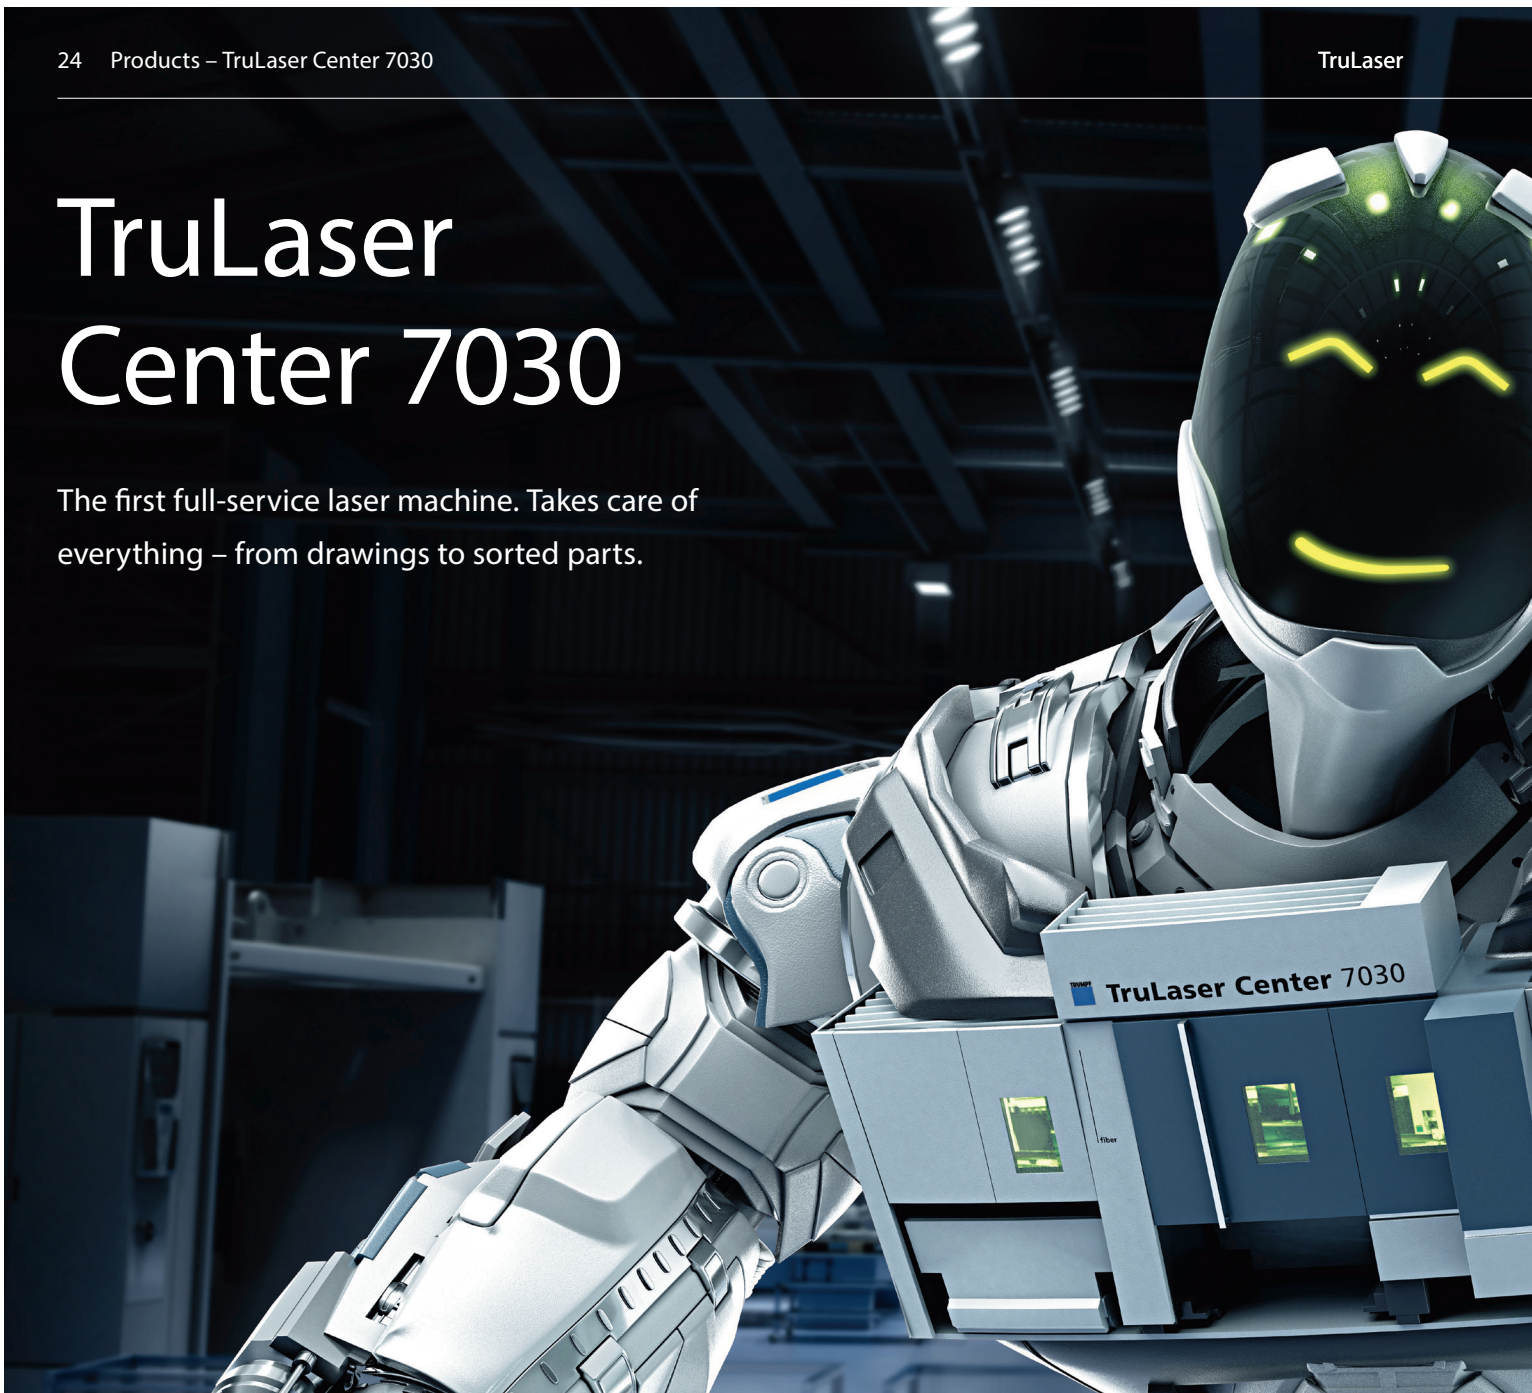 24 Products – TruLaser Center 7030
TruLaser
TruLaser
Center 7030
The first full-service laser machine. Takes care of
everything – from drawings to sorted parts.
TRUMPF
TruLaser Center 7030
fiber